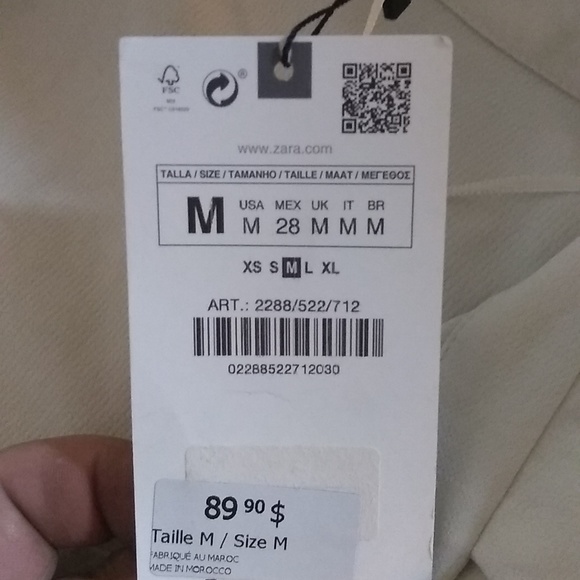 FSC
®
www.zara.com
TALLA / SIZE / TAMANHO / TAILLE / MAAT / ΜΕΓΕΘΟΣ
M USA MEX UK IT BR
M 28 M M M
XS S M L XL
ART.: 2288/522/712
02288522712030
89 90 $
Taille M / Size M
FABRIQUÉ AU MAROC
MADE IN MOROCCO